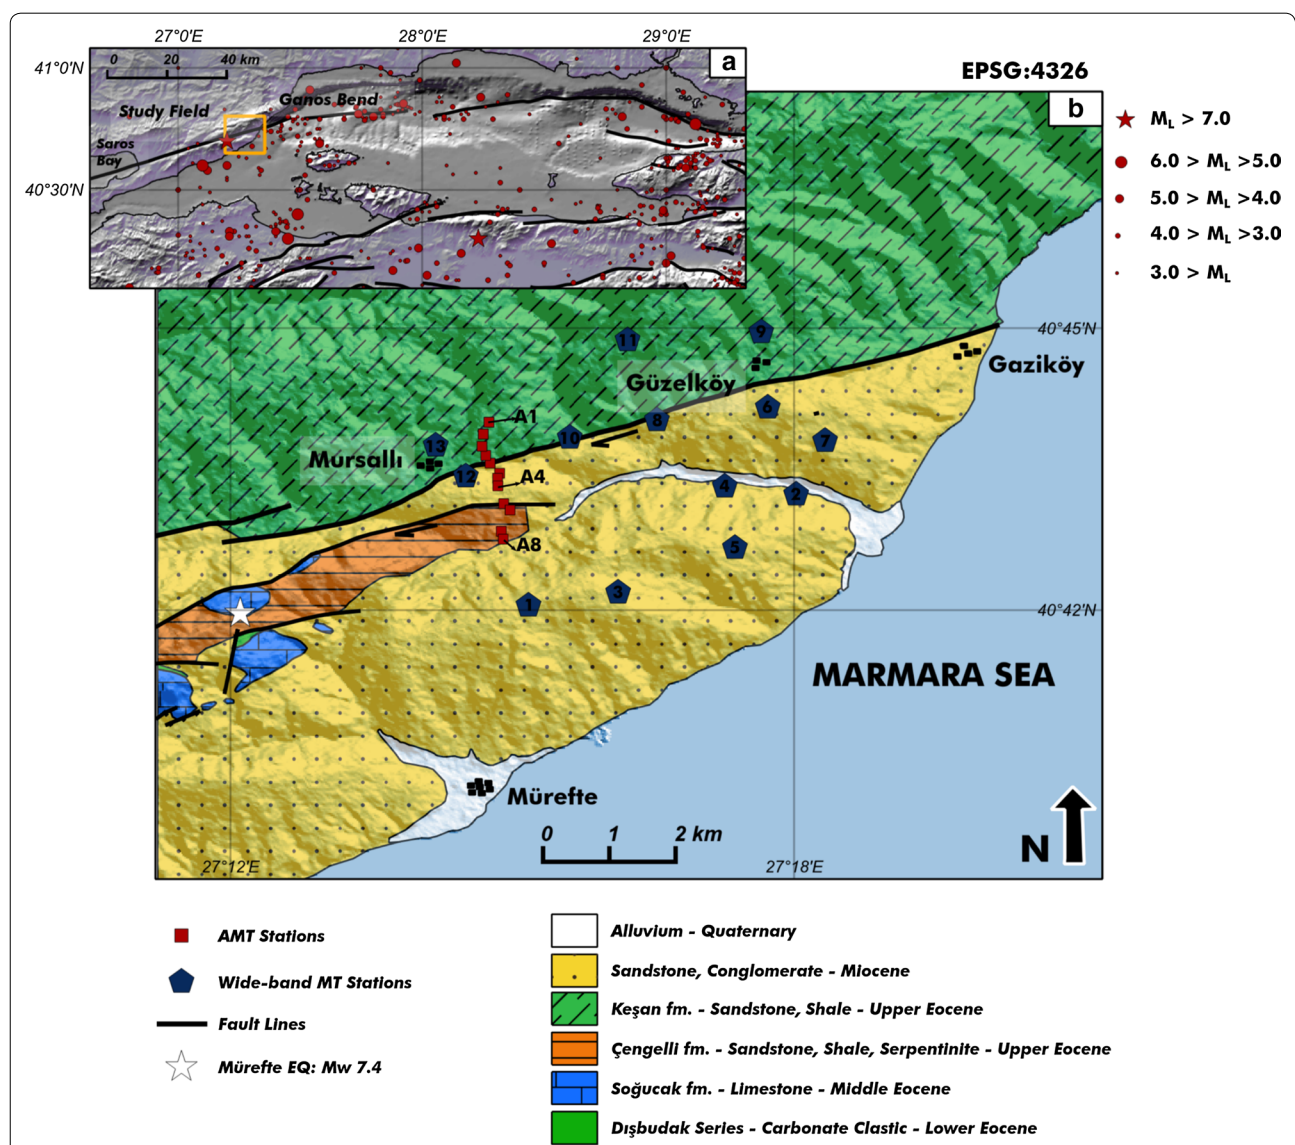 27°0'E 28°0'E 29°0'E
41°0'N
40°30'N
0 20 40 km
a
Study Field
Ganos Bend
Saros
Bay
EPSG:4326
b
M_L > 7.0
6.0 > M_L >5.0
5.0 > M_L >4.0
4.0 > M_L >3.0
3.0 > M_L
40°45'N
40°42'N
27°12'E 27°18'E
9
11
Gaziköy
Güzelköy
6
8
7
A1
10
13
Mursallı
12
A4
4
2
A8
5
3
1
MARMARA SEA
Mürefte
0 1 2 km
N
AMT Stations
Wide-band MT Stations
Fault Lines
Mürefte EQ: Mw 7.4
Alluvium - Quaternary
Sandstone, Conglomerate - Miocene
Keşan fm. - Sandstone, Shale - Upper Eocene
Çengelli fm. - Sandstone, Shale, Serpentinite - Upper Eocene
Soğucak fm. - Limestone - Middle Eocene
Dışbudak Series - Carbonate Clastic - Lower Eocene